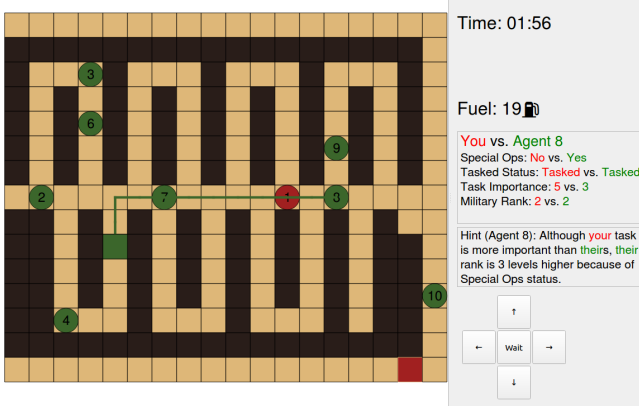 Time: 01:56
3
6
Fuel: 19
You vs. Agent 8
9
Special Ops: No vs. Yes
Tasked Status: Tasked vs. Tasked
Task Importance: 5 vs. 3
2
7
1
3
Military Rank: 2 vs. 2
Hint (Agent 8): Although your task
is more important than theirs, their
rank is 3 levels higher because of
Special Ops status.
10
4
↑
← Wait →
↓